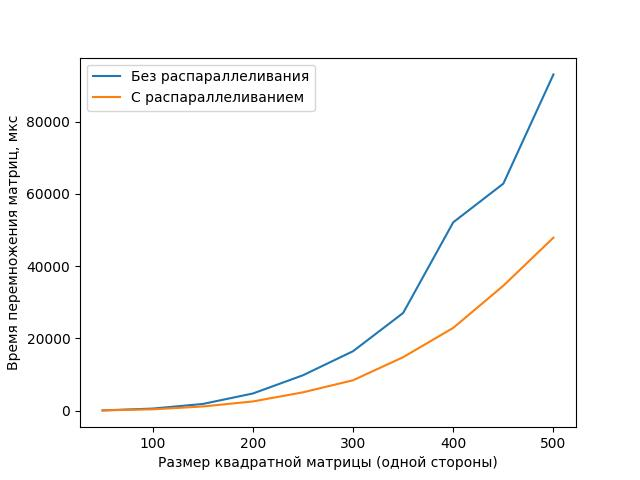 Без распараллеливания
С распараллеливанием
Время перемножения матриц, мкс
80000
60000
40000
20000
0
100 200 300 400 500
Размер квадратной матрицы (одной стороны)